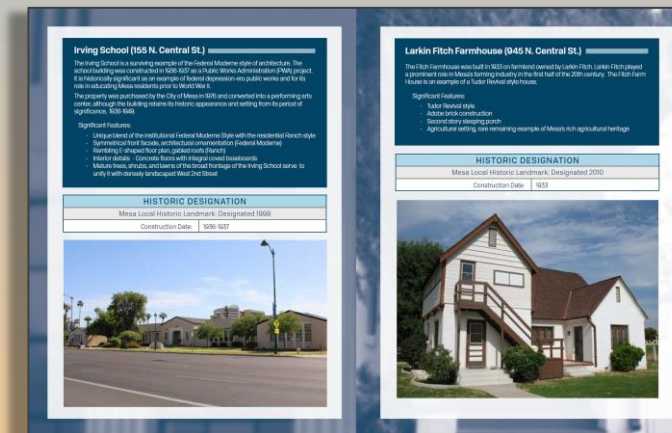 Irving School (155 N. Central St.)
The Irving School is a surviving example of the Federal Moderne style of architecture. The
school building was constructed in 1936-1937 as a Public Works Administration (PWA) project.
It is historically significant as an example of federal depression-era public works and for its
role in educating Mesa residents prior to World War II.
The property was purchased by the City of Mesa in 1976 and converted into a performing arts
center, although the building retains its historic appearance and setting from its period of
significance, 1936-1949.
Significant Features:
- Unique blend of the institutional Federal Moderne Style with the residential Ranch style
- Symmetrical front facade, architectural ornamentation (Federal Moderne)
- Rambling E-shaped floor plan, gabled roofs (Ranch)
- Interior details - Concrete floors with integral coved baseboards
- Mature trees, shrubs, and lawns of the broad frontage of the Irving School serve to
unify it with densely landscaped West 2nd Street
HISTORIC DESIGNATION
Mesa Local Historic Landmark: Designated 1998
Construction Date: 1936-1937
Larkin Fitch Farmhouse (945 N. Central St.)
The Fitch Farmhouse was built in 1933 on farmland owned by Larkin Fitch. Larkin Fitch played
a prominent role in Mesa's farming industry in the first half of the 20th century. The Fitch Farm
House is an example of a Tudor Revival style house.
Significant Features:
- Tudor Revival style
- Adobe brick construction
- Second story sleeping porch
- Agricultural setting, rare remaining example of Mesa's rich agricultural heritage
HISTORIC DESIGNATION
Mesa Local Historic Landmark: Designated 2010
Construction Date: 1933